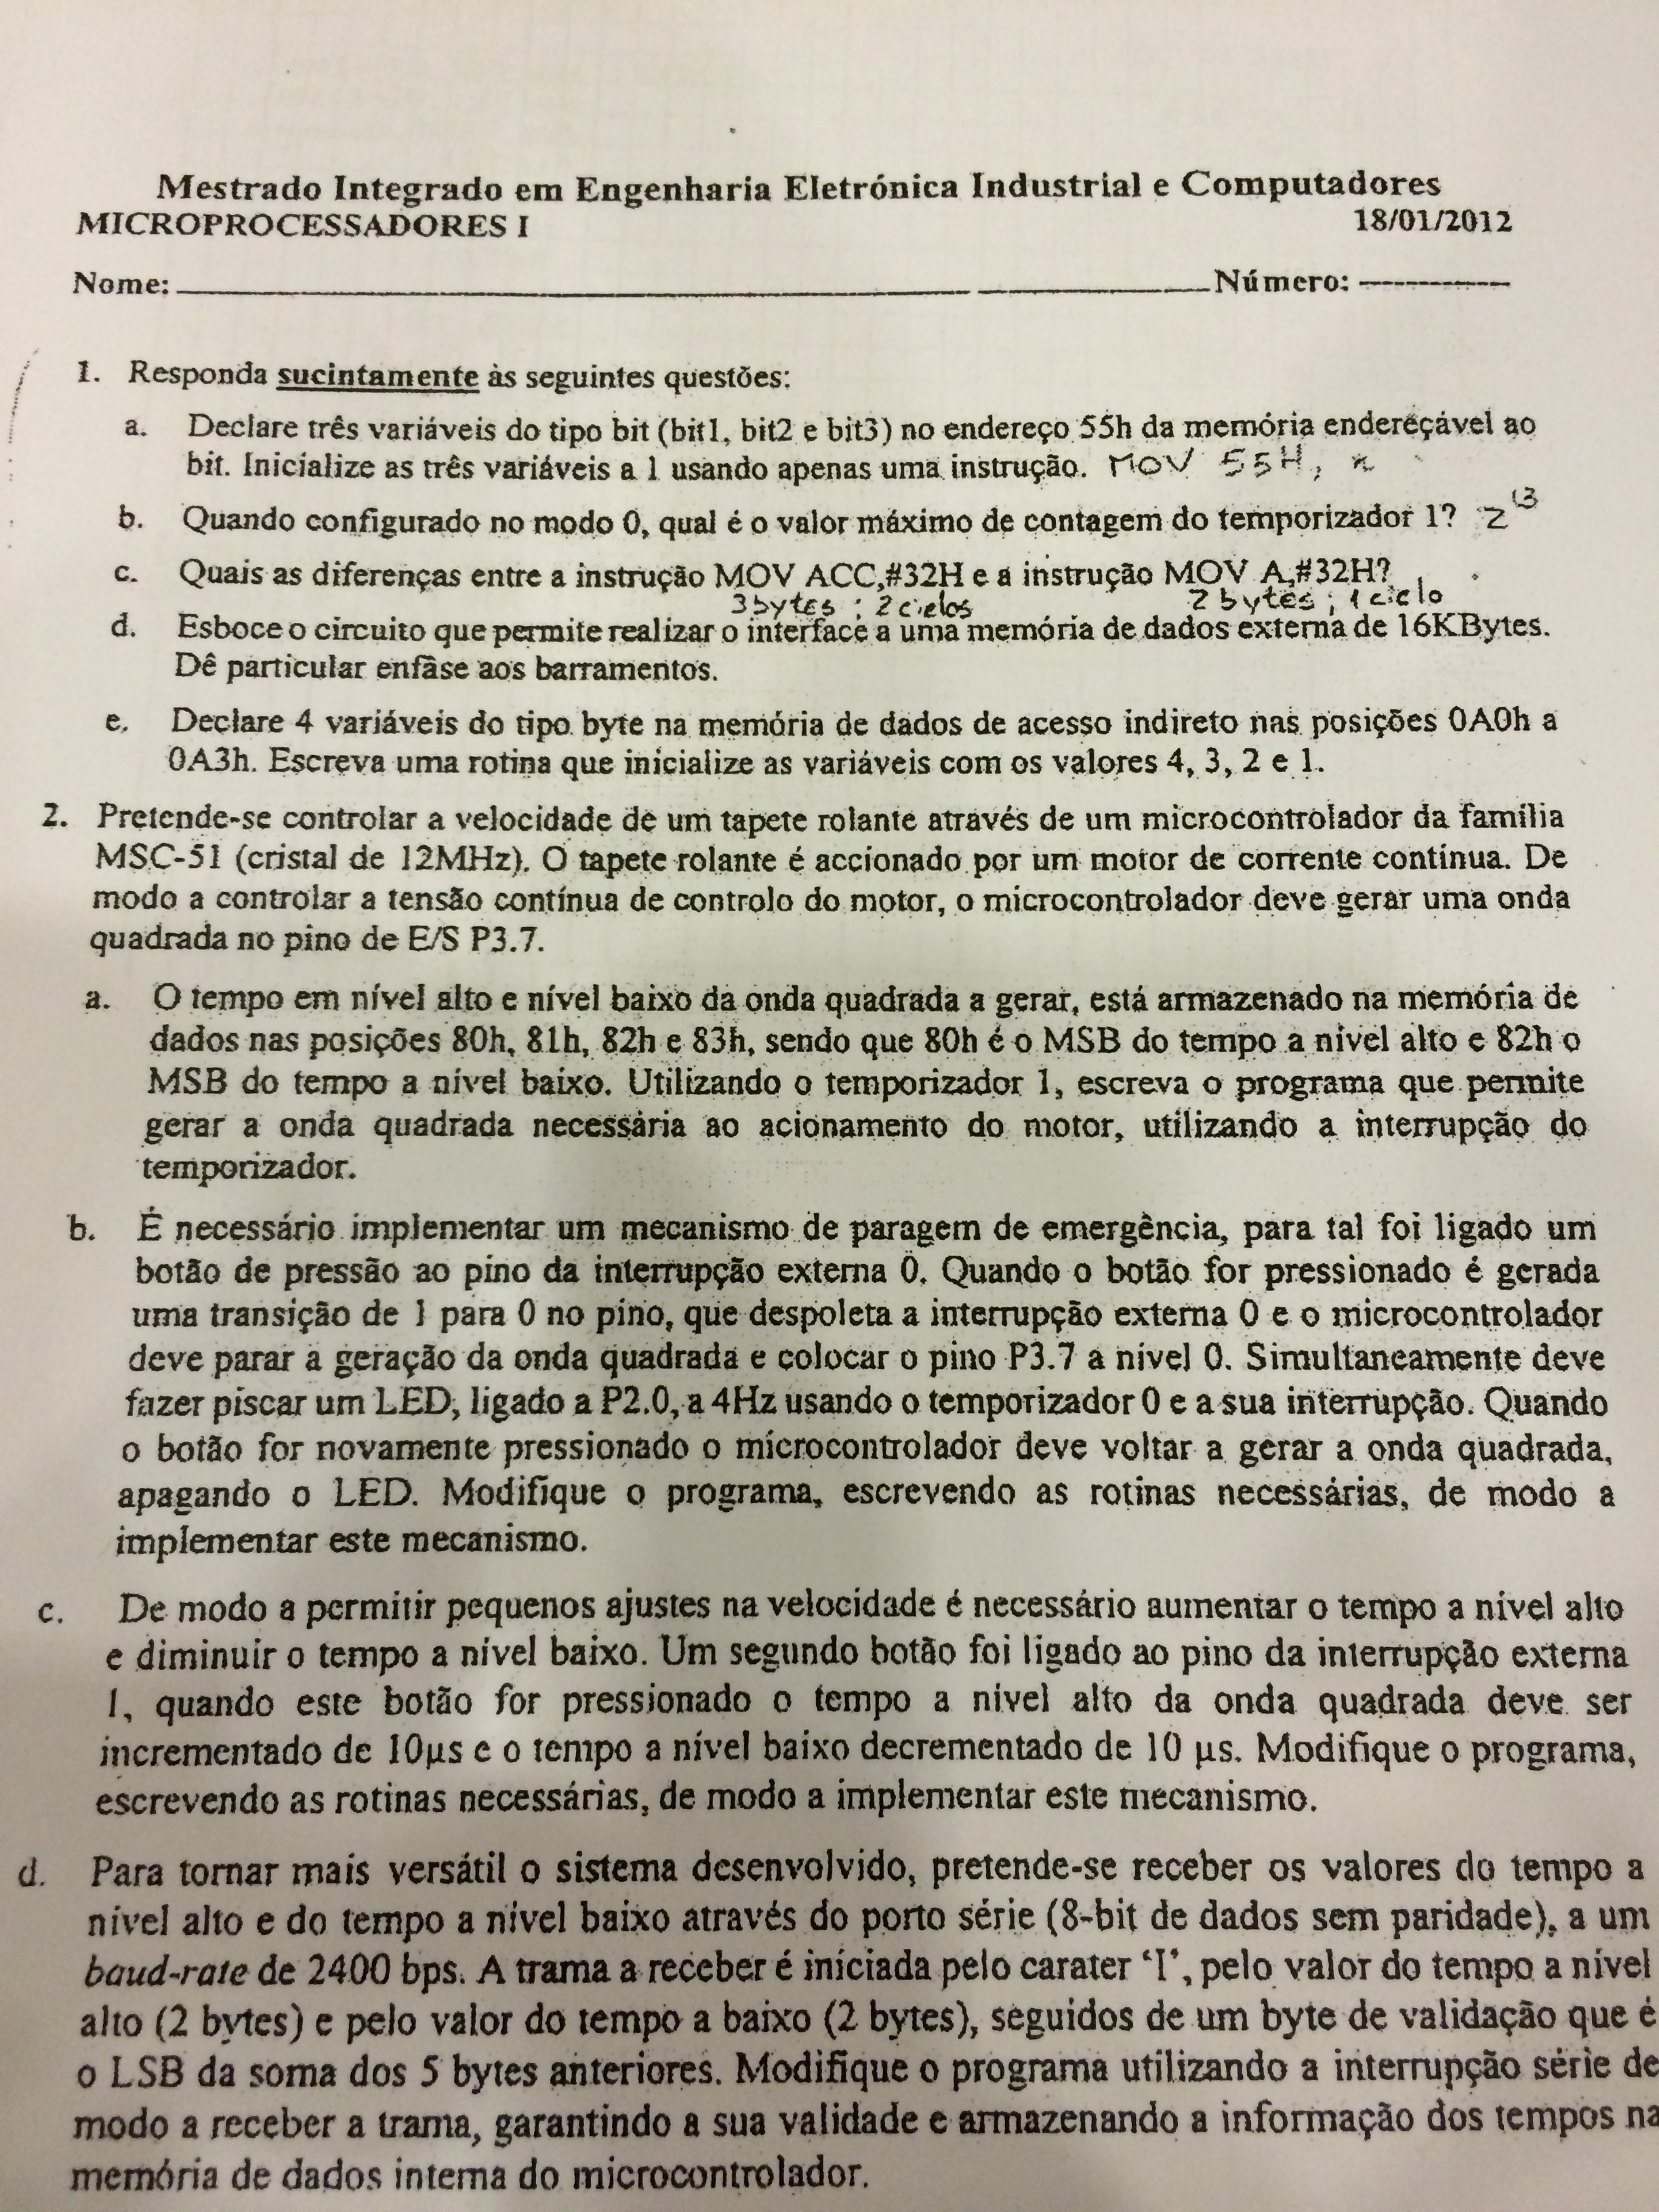 Mestrado Integrado em Engenharia Eletrónica Industrial e Computadores
MICROPROCESSADORES I 18/01/2012
Nome: Número:
1. Responda sucintamente às seguintes questões:
a. Declare três variáveis do tipo bit (bit1, bit2 e bit3) no endereço 55h da memória endereçável ao
bit. Inicialize as três variáveis a 1 usando apenas uma instrução. MOV 55H,
b. Quando configurado no modo 0, qual é o valor máximo de contagem do temporizador 1? 2^13
c. Quais as diferenças entre a instrução MOV ACC,#32H e a instrução MOV A,#32H?
3bytes ; 2ciclos 2 bytes ; 1 ciclo
d. Esboce o circuito que permite realizar o interface a uma memória de dados externa de 16KBytes.
Dê particular enfâse aos barramentos.
e. Declare 4 variáveis do tipo byte na memória de dados de acesso indireto nas posições 0A0h a
0A3h. Escreva uma rotina que inicialize as variáveis com os valores 4, 3, 2 e 1.
2. Pretende-se controlar a velocidade de um tapete rolante através de um microcontrolador da família
MSC-51 (cristal de 12MHz). O tapete rolante é accionado por um motor de corrente contínua. De
modo a controlar a tensão contínua de controlo do motor, o microcontrolador deve gerar uma onda
quadrada no pino de E/S P3.7.
a. O tempo em nível alto e nível baixo da onda quadrada a gerar, está armazenado na memória de
dados nas posições 80h, 81h, 82h e 83h, sendo que 80h é o MSB do tempo a nível alto e 82h o
MSB do tempo a nível baixo. Utilizando o temporizador 1, escreva o programa que permite
gerar a onda quadrada necessária ao acionamento do motor, utilizando a interrupção do
temporizador.
b. É necessário implementar um mecanismo de paragem de emergência, para tal foi ligado um
botão de pressão ao pino da interrupção externa 0. Quando o botão for pressionado é gerada
uma transição de 1 para 0 no pino, que despoleta a interrupção externa 0 e o microcontrolador
deve parar a geração da onda quadrada e colocar o pino P3.7 a nível 0. Simultaneamente deve
fazer piscar um LED, ligado a P2.0, a 4Hz usando o temporizador 0 e a sua interrupção. Quando
o botão for novamente pressionado o microcontrolador deve voltar a gerar a onda quadrada,
apagando o LED. Modifique o programa, escrevendo as rotinas necessárias, de modo a
implementar este mecanismo.
c. De modo a permitir pequenos ajustes na velocidade é necessário aumentar o tempo a nível alto
e diminuir o tempo a nível baixo. Um segundo botão foi ligado ao pino da interrupção externa
1, quando este botão for pressionado o tempo a nível alto da onda quadrada deve ser
incrementado de 10µs e o tempo a nível baixo decrementado de 10 µs. Modifique o programa,
escrevendo as rotinas necessárias, de modo a implementar este mecanismo.
d. Para tornar mais versátil o sistema desenvolvido, pretende-se receber os valores do tempo a
nível alto e do tempo a nível baixo através do porto série (8-bit de dados sem paridade), a um
baud-rate de 2400 bps. A trama a receber é iniciada pelo carater ‘I’, pelo valor do tempo a nível
alto (2 bytes) e pelo valor do tempo a baixo (2 bytes), seguidos de um byte de validação que é
o LSB da soma dos 5 bytes anteriores. Modifique o programa utilizando a interrupção série de
modo a receber a trama, garantindo a sua validade e armazenando a informação dos tempos na
memória de dados interna do microcontrolador.